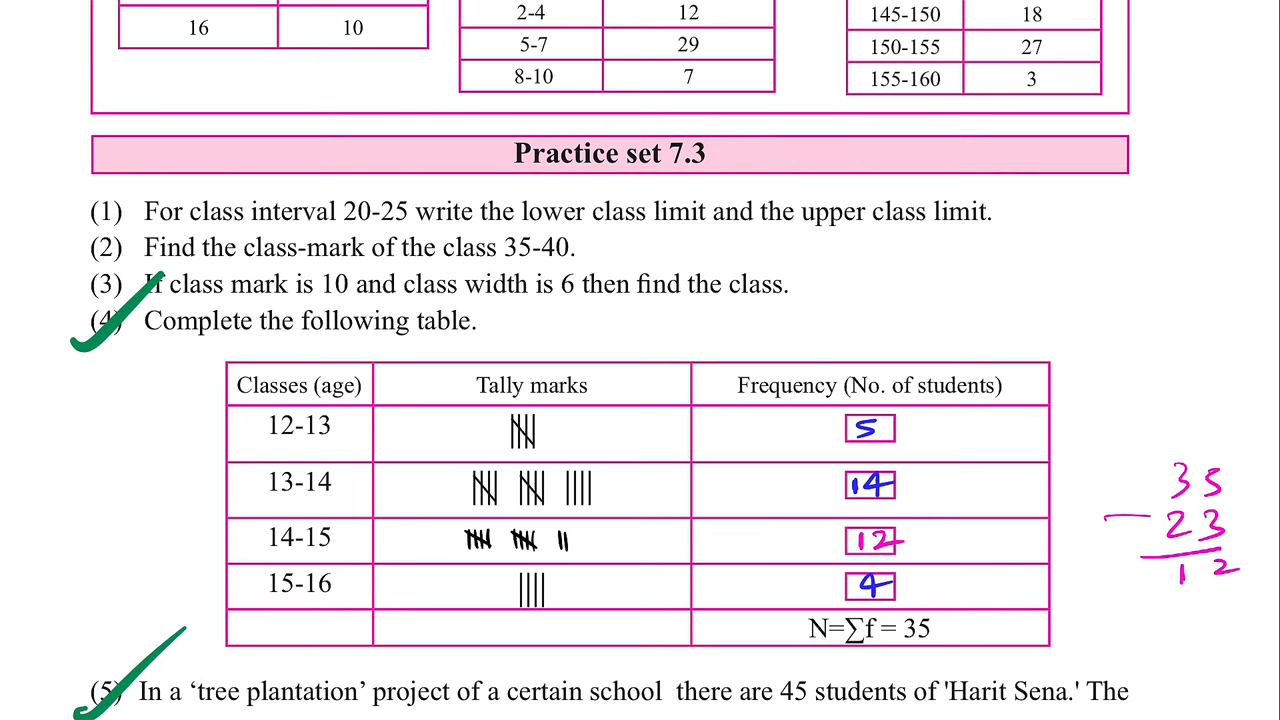 16 10
2-4 12
5-7 29
8-10 7
145-150 18
150-155 27
155-160 3
Practice set 7.3
(1) For class interval 20-25 write the lower class limit and the upper class limit.
(2) Find the class-mark of the class 35-40.
(3) If class mark is 10 and class width is 6 then find the class.
(4) Complete the following table.
Classes (age) Tally marks Frequency (No. of students)
12-13 5
13-14 14
14-15 12
15-16 4
N=∑f = 35
35
- 23
12
(5) In a ‘tree plantation’ project of a certain school there are 45 students of 'Harit Sena.' The